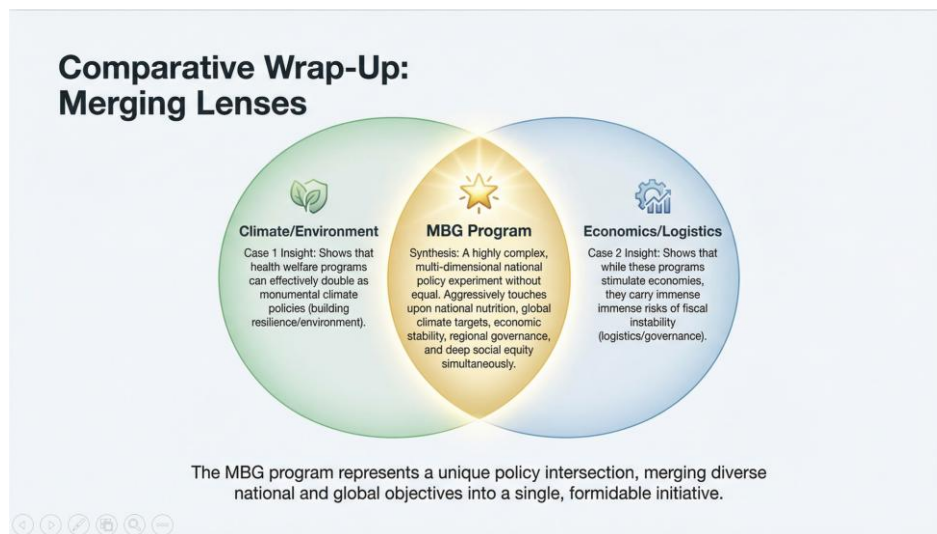 Comparative Wrap-Up:
Merging Lenses
Climate/Environment
Case 1 Insight: Shows that
health welfare programs
can effectively double as
monumental climate
policies (building
resilience/environment).
MBG Program
Synthesis: A highly complex,
multi-dimensional national
policy experiment without
equal. Aggressively touches
upon national nutrition, global
climate targets, economic
stability, regional governance,
and deep social equity
simultaneously.
Economics/Logistics
Case 2 Insight: Shows that
while these programs
stimulate economies,
they carry immense
immense risks of fiscal
instability
(logistics/governance).
The MBG program represents a unique policy intersection, merging diverse
national and global objectives into a single, formidable initiative.